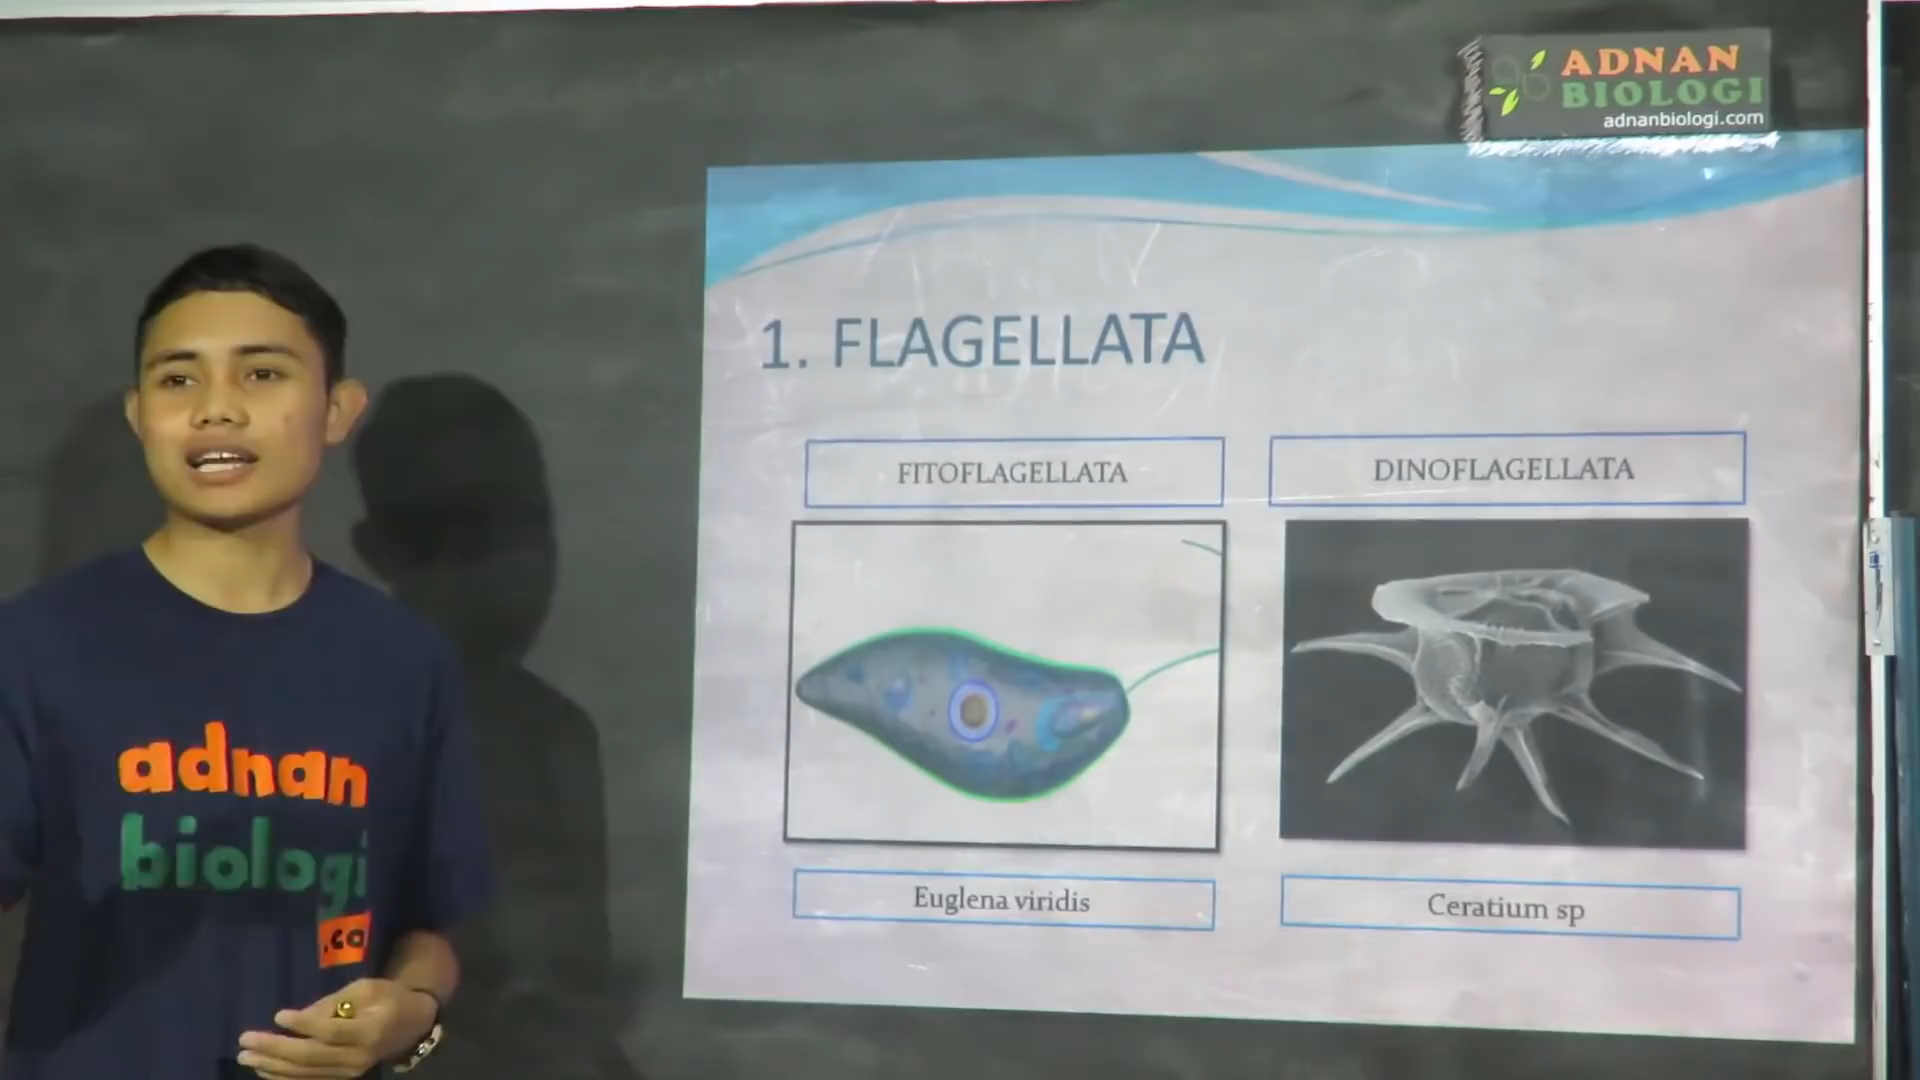 ADNAN
BIOLOGI
adnanbiologi.com
1. FLAGELLATA
FITOFLAGELLATA
DINOFLAGELLATA
Euglena viridis
Ceratium sp
adnan
biologi
.co